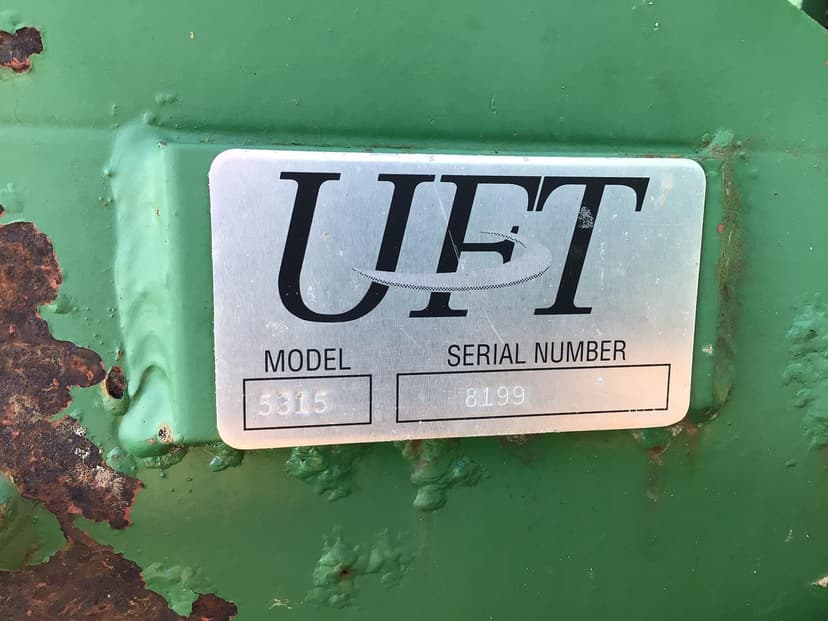 UFT
MODEL SERIAL NUMBER
5315 8199